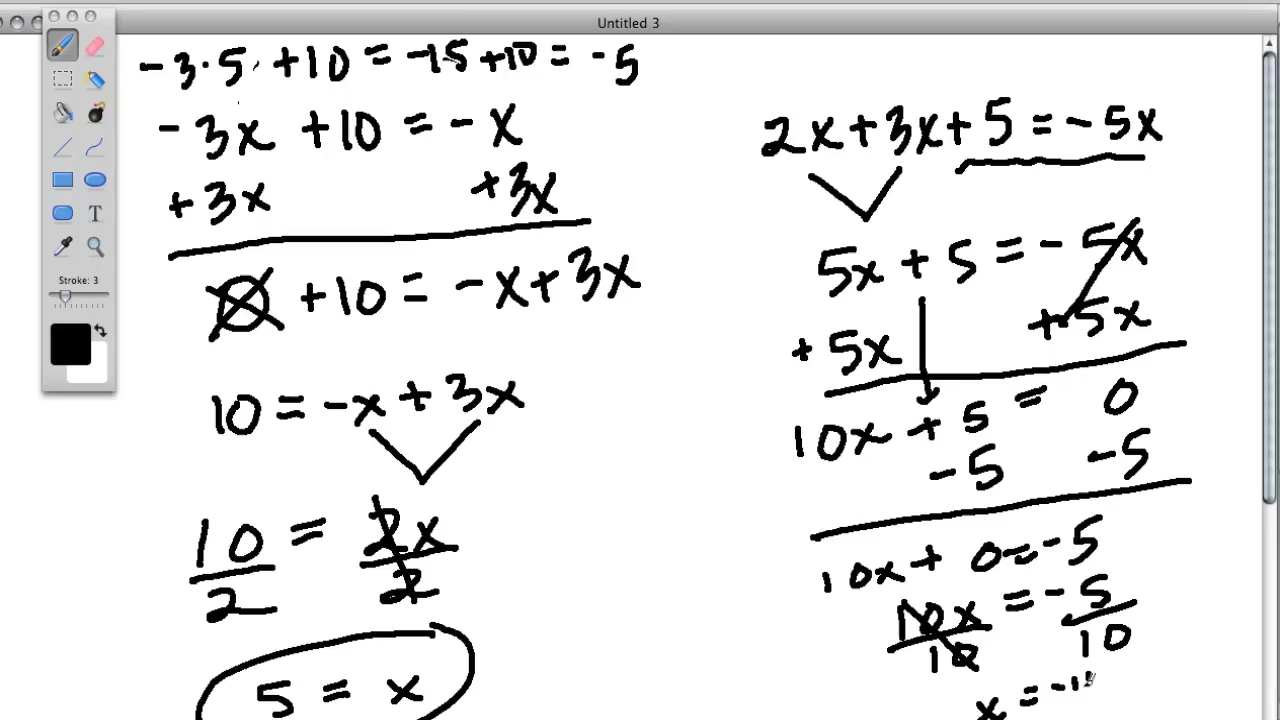 Untitled 3
-3·5 +10 = -15 +10 = -5
-3x +10 = -x
+3x +3x
0 +10 = -x+3x
10 = -x + 3x
10 = 2x
2 2
5 = x
2x+3x+5=-5x
5x + 5 = -5x
+5x +5x
10x + 5 = 0
-5 -5
10x + 0 = -5
10x = -5
10 10
x = -1
Stroke: 3
T